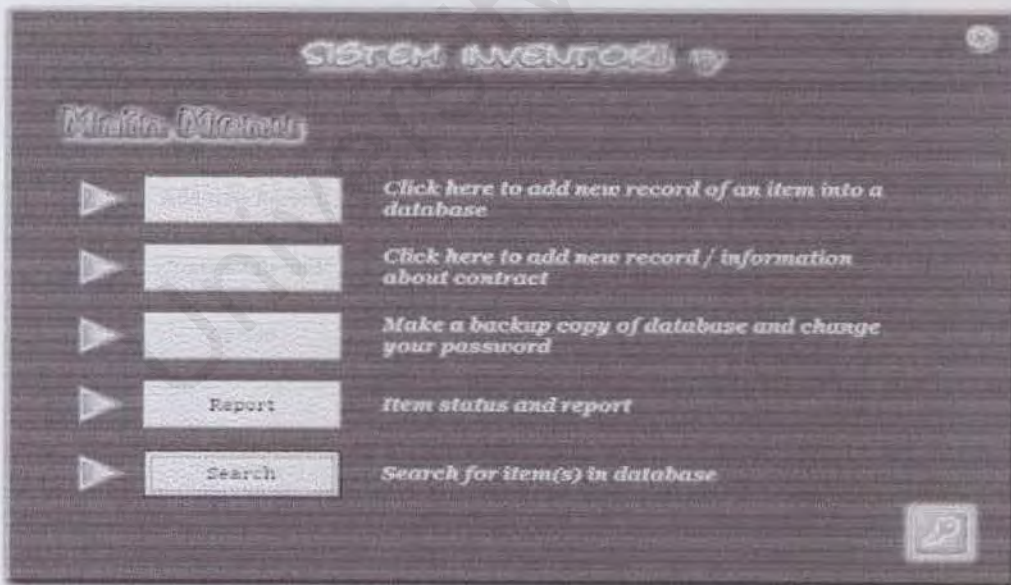 SISTEM INVENTORI
Main Menu
Click here to add new record of an item into a
database
Click here to add new record / information
about contract
Make a backup copy of database and change
your password
Report
Item status and report
Search
Search for item(s) in database